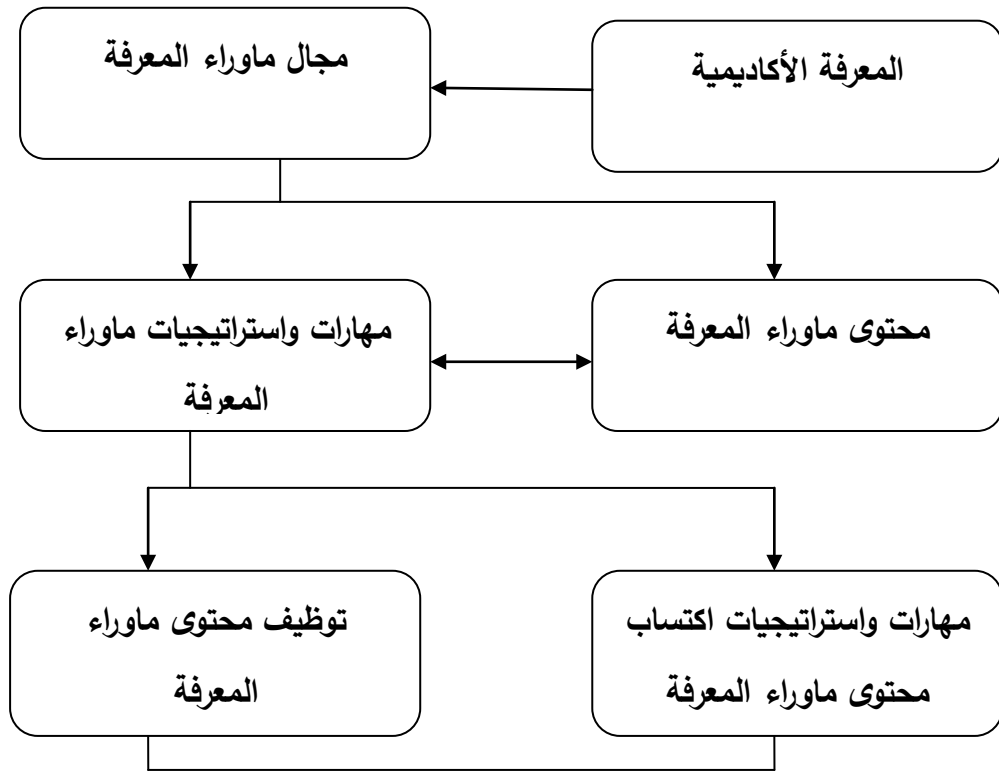 المعرفة الأكاديمية
مجال ماوراء المعرفة
محتوى ماوراء المعرفة
مهارات واستراتيجيات ماوراء
المعرفة
مهارات واستراتيجيات اكتساب
محتوى ماوراء المعرفة
توظيف محتوى ماوراء
المعرفة